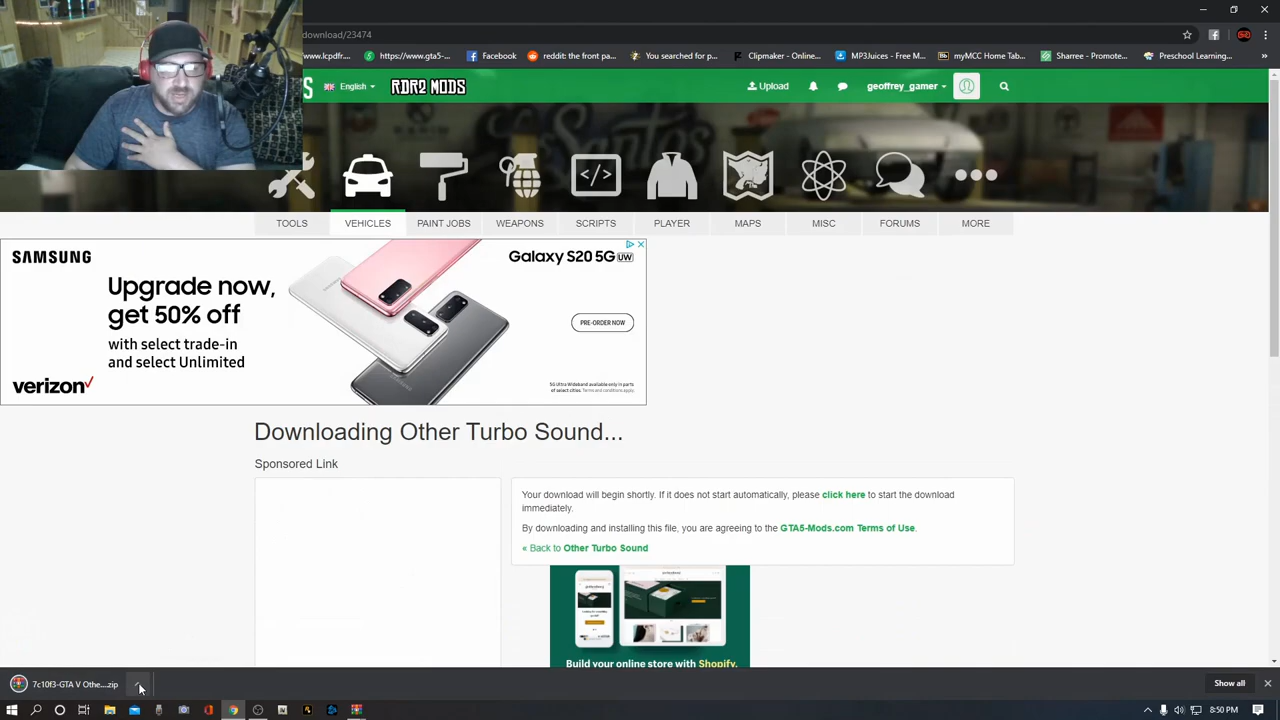 download/23474
www.lcpdfr....
https://www.gta5-...
Facebook
reddit: the front pa...
You searched for p...
Clipmaker - Online...
MP3Juices - Free M...
myMCC Home Tab...
Sharree - Promote...
Preschool Learning...
»
S
English
RDR2 MODS
Upload
geoffrey_gamer
TOOLS
VEHICLES
PAINT JOBS
WEAPONS
SCRIPTS
PLAYER
MAPS
MISC
FORUMS
MORE
SAMSUNG
Galaxy S20 5G UW
Upgrade now,
get 50% off
with select trade-in
and select Unlimited
PRE-ORDER NOW
verizon
Downloading Other Turbo Sound...
Sponsored Link
Your download will begin shortly. If it does not start automatically, please click here to start the download
immediately.
By downloading and installing this file, you are agreeing to the GTA5-Mods.com Terms of Use.
« Back to Other Turbo Sound
Build your online store with Shopify.
7c10f3-GTA V Othe....zip
Show all
8:50 PM